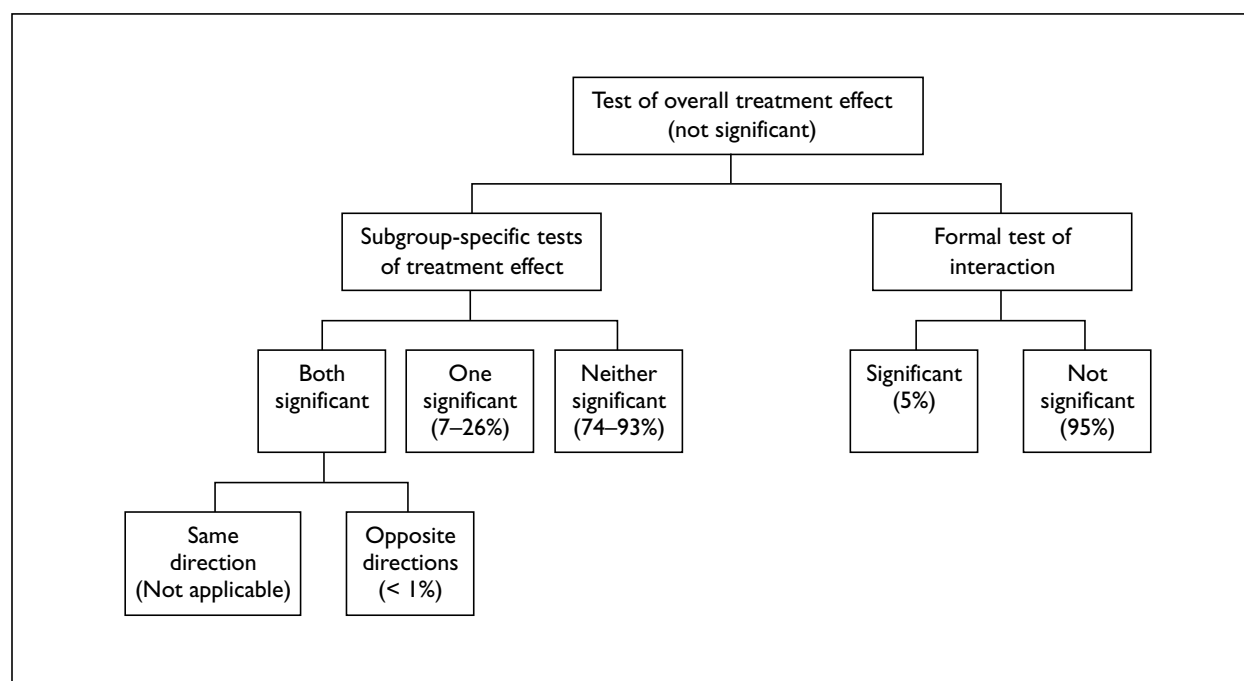 Test of overall treatment effect
(not significant)
Subgroup-specific tests
of treatment effect
Formal test of
interaction
Both
significant
One
significant
(7–26%)
Neither
significant
(74–93%)
Significant
(5%)
Not
significant
(95%)
Same
direction
(Not applicable)
Opposite
directions
(< 1%)